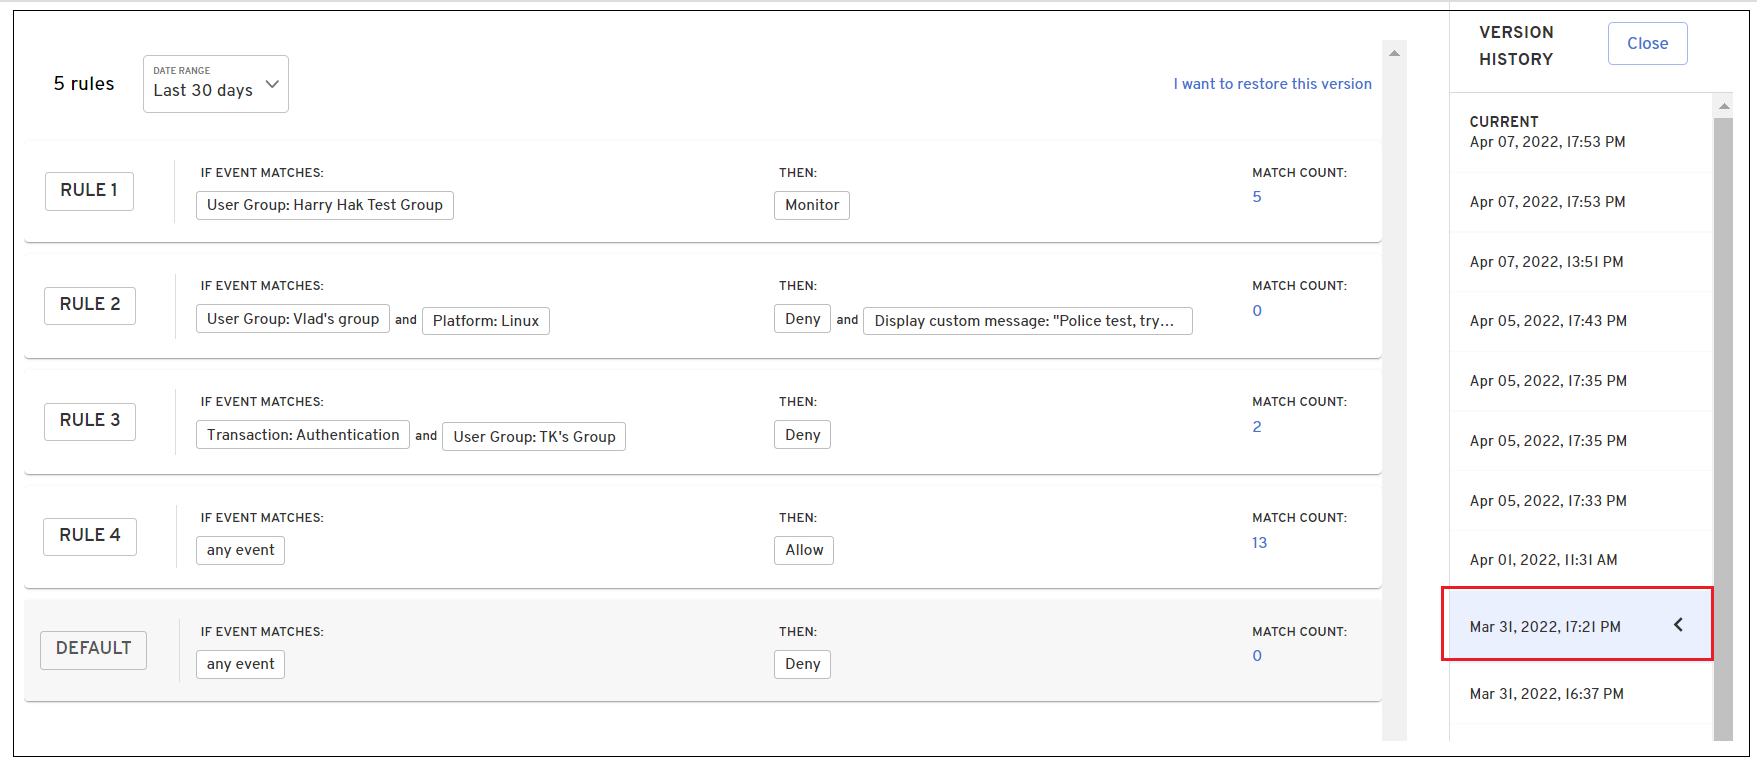 5 rules
DATE RANGE
Last 30 days
I want to restore this version
RULE 1
IF EVENT MATCHES:
User Group: Harry Hak Test Group
THEN:
Monitor
MATCH COUNT:
5
RULE 2
IF EVENT MATCHES:
User Group: Vlad's group and Platform: Linux
THEN:
Deny and Display custom message: "Police test, try...
MATCH COUNT:
0
RULE 3
IF EVENT MATCHES:
Transaction: Authentication and User Group: TK's Group
THEN:
Deny
MATCH COUNT:
2
RULE 4
IF EVENT MATCHES:
any event
THEN:
Allow
MATCH COUNT:
13
DEFAULT
IF EVENT MATCHES:
any event
THEN:
Deny
MATCH COUNT:
0
VERSION
HISTORY
Close
CURRENT
Apr 07, 2022, 17:53 PM
Apr 07, 2022, 17:53 PM
Apr 07, 2022, 13:51 PM
Apr 05, 2022, 17:43 PM
Apr 05, 2022, 17:35 PM
Apr 05, 2022, 17:35 PM
Apr 05, 2022, 17:33 PM
Apr 01, 2022, 11:31 AM
Mar 31, 2022, 17:21 PM
Mar 31, 2022, 16:37 PM